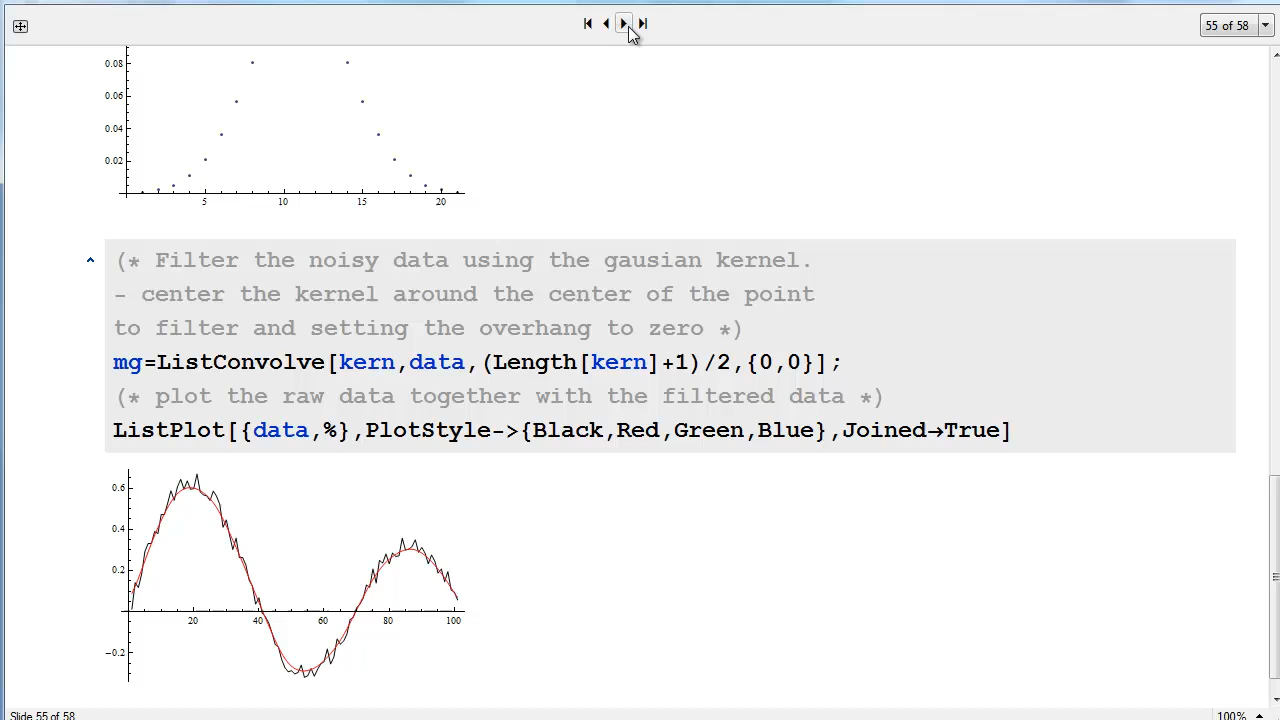 55 of 58
0.08
0.06
0.04
0.02
5 10 15 20
(* Filter the noisy data using the gausian kernel.
- center the kernel around the center of the point
to filter and setting the overhang to zero *)
mg=ListConvolve[kern,data,(Length[kern]+1)/2,{0,0}];
(* plot the raw data together with the filtered data *)
ListPlot[{data,%},PlotStyle->{Black,Red,Green,Blue},Joined→True]
0.6
0.4
0.2
20 40 60 80 100
−0.2
Slide 55 of 58
100%